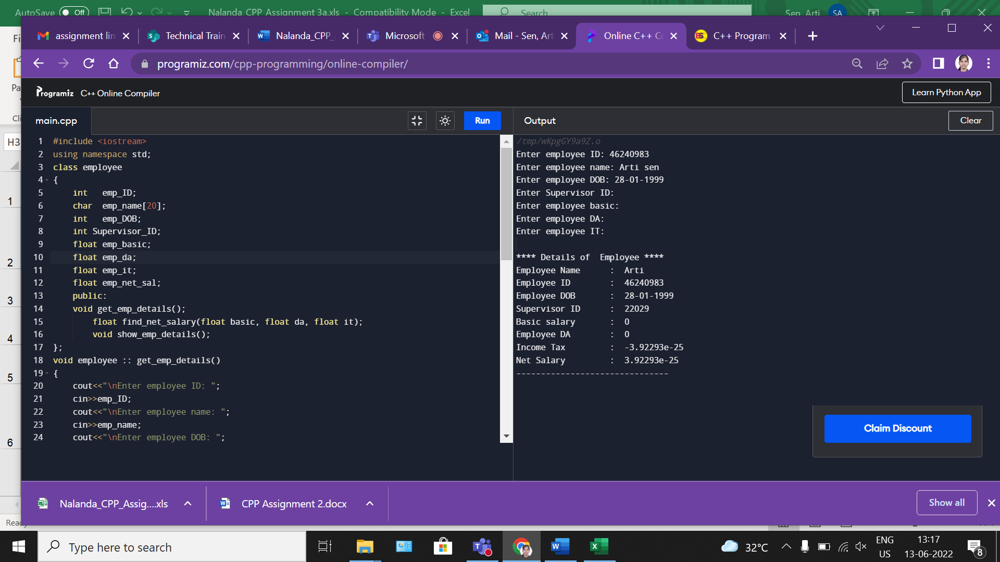 AutoSave Off Nalanda_CPP_Assignment 3a.xls - Compatibility Mode - Excel Search Sen, Arti SA
assignment lin Technical Train Nalanda_CPP_ Microsoft Mail - Sen, Art Online C++ Co C++ Program
programiz.com/cpp-programming/online-compiler/
Programiz C++ Online Compiler Learn Python App
main.cpp Run Output Clear
1 #include <iostream>
2 using namespace std;
3 class employee
4 {
5 int emp_ID;
6 char emp_name[20];
7 int emp_DOB;
8 int Supervisor_ID;
9 float emp_basic;
10 float emp_da;
11 float emp_it;
12 float emp_net_sal;
13 public:
14 void get_emp_details();
15 float find_net_salary(float basic, float da, float it);
16 void show_emp_details();
17 };
18 void employee :: get_emp_details()
19 {
20 cout<<"\nEnter employee ID: ";
21 cin>>emp_ID;
22 cout<<"\nEnter employee name: ";
23 cin>>emp_name;
24 cout<<"\nEnter employee DOB: ";
/tmp/wKpgGY9a9Z.o
Enter employee ID: 46240983
Enter employee name: Arti sen
Enter employee DOB: 28-01-1999
Enter Supervisor ID:
Enter employee basic:
Enter employee DA:
Enter employee IT:
**** Details of Employee ****
Employee Name : Arti
Employee ID : 46240983
Employee DOB : 28-01-1999
Supervisor ID : 22029
Basic salary : 0
Employee DA : 0
Income Tax : -3.92293e-25
Net Salary : 3.92293e-25
-------------------------------
Claim Discount
Fi
Pa
Cli
H3
1
2
3
4
5
6
Ready
Nalanda_CPP_Assig....xls CPP Assignment 2.docx Show all
Type here to search 32°C ENG US 13:17 13-06-2022 8